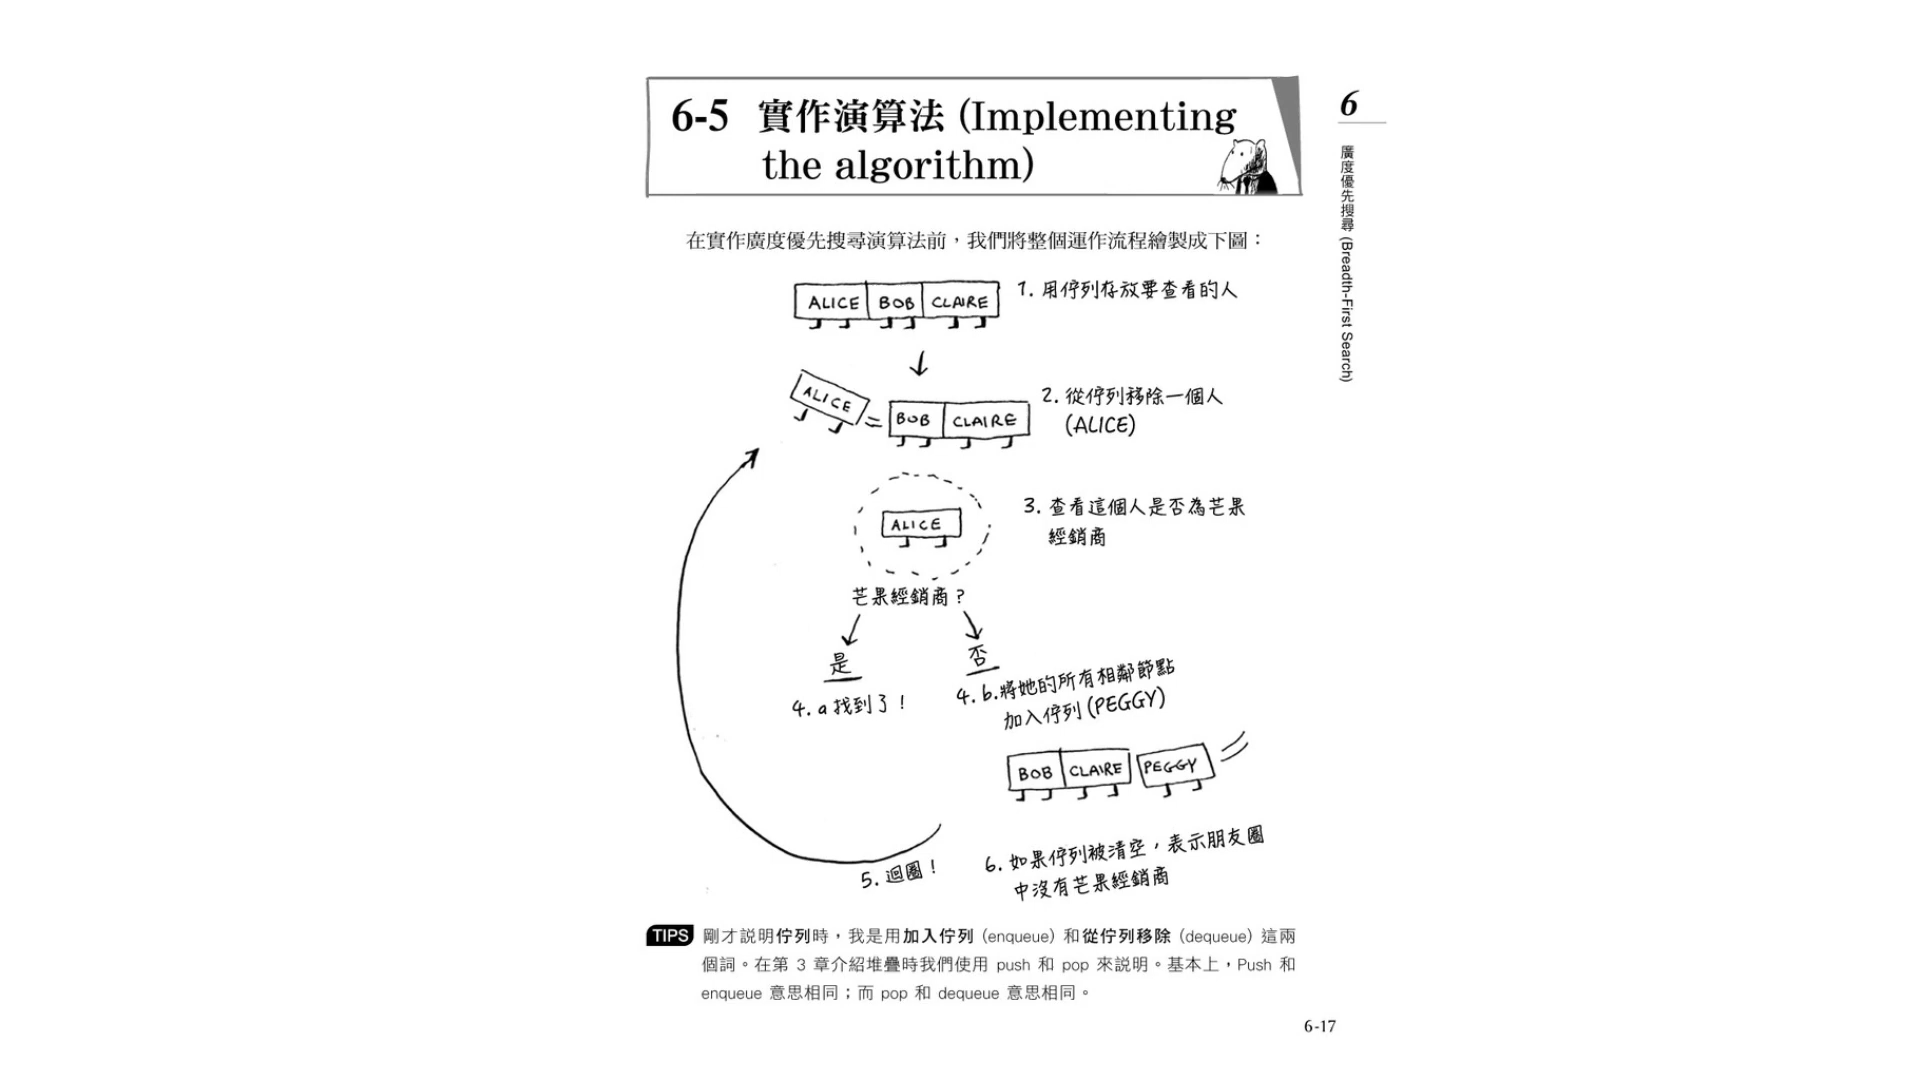 6-5 實作演算法 (Implementing
the algorithm)
6
廣度優先搜尋 (Breadth-First Search)
在實作廣度優先搜尋演算法前，我們將整個運作流程繪製成下圖：
ALICE BOB CLAIRE
1. 用佇列存放要查看的人
ALICE
BOB CLAIRE
2. 從佇列移除一個人
(ALICE)
ALICE
3. 查看這個人是否為芒果
經銷商
芒果經銷商？
是
否
4. a 找到了！
4. b. 將她的所有相鄰節點
加入佇列 (PEGGY)
BOB CLAIRE PEGGY
5. 迴圈！
6. 如果佇列被清空，表示朋友圈
中沒有芒果經銷商
TIPS 剛才説明佇列時，我是用加入佇列 (enqueue) 和從佇列移除 (dequeue) 這兩
個詞。在第 3 章介紹堆疊時我們使用 push 和 pop 來説明。基本上，Push 和
enqueue 意思相同；而 pop 和 dequeue 意思相同。
6-17